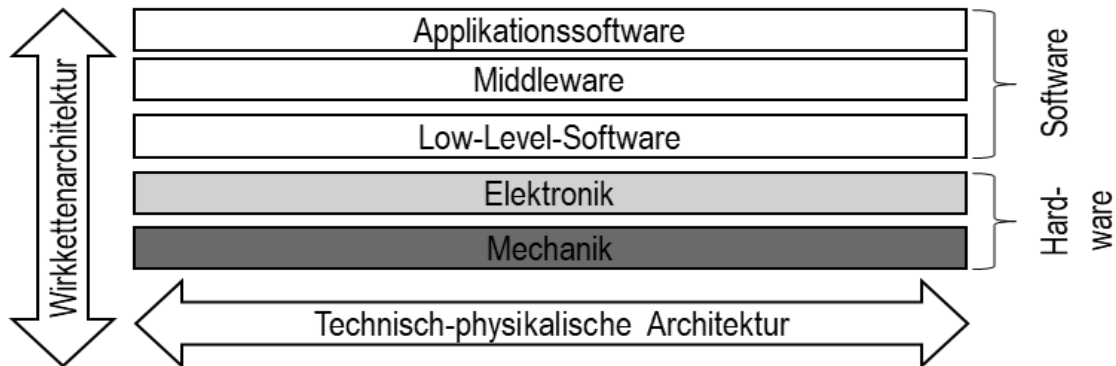 Wirkkettenarchitektur
Applikationssoftware
Middleware
Low-Level-Software
Elektronik
Mechanik
Technisch-physikalische Architektur
Software
Hard-
ware